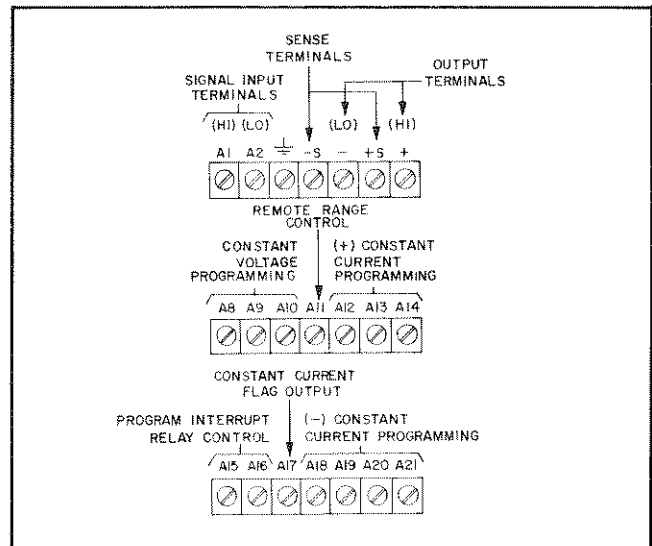 SENSE
TERMINALS
OUTPUT
TERMINALS
SIGNAL INPUT
TERMINALS
(HI) (LO) (LO) (HI)
A1 A2 ⏚ -S - +S +
REMOTE RANGE
CONTROL
CONSTANT
VOLTAGE
PROGRAMMING
(+) CONSTANT
CURRENT
PROGRAMMING
A8 A9 A10 A11 A12 A13 A14
CONSTANT CURRENT
FLAG OUTPUT
PROGRAM INTERRUPT
RELAY CONTROL
(-) CONSTANT
CURRENT PROGRAMMING
A15 A16 A17 A18 A19 A20 A21